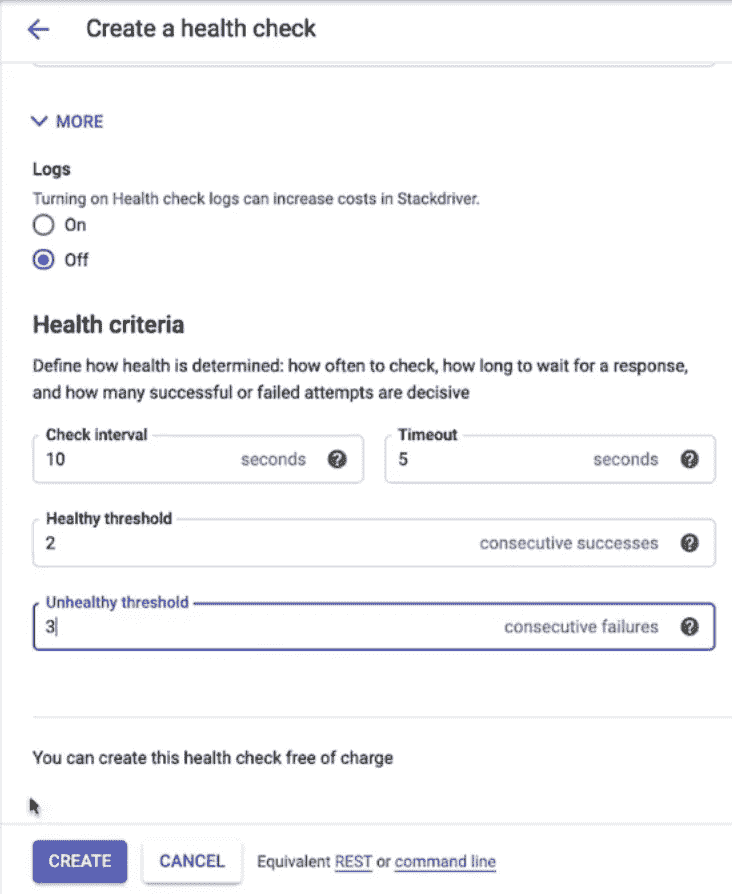 Create a health check
MORE
Logs
Turning on Health check logs can increase costs in Stackdriver.
On
Off
Health criteria
Define how health is determined: how often to check, how long to wait for a response,
and how many successful or failed attempts are decisive
Check interval
10 seconds
Timeout
5 seconds
Healthy threshold
2 consecutive successes
Unhealthy threshold
3 consecutive failures
You can create this health check free of charge
CREATE CANCEL Equivalent REST or command line